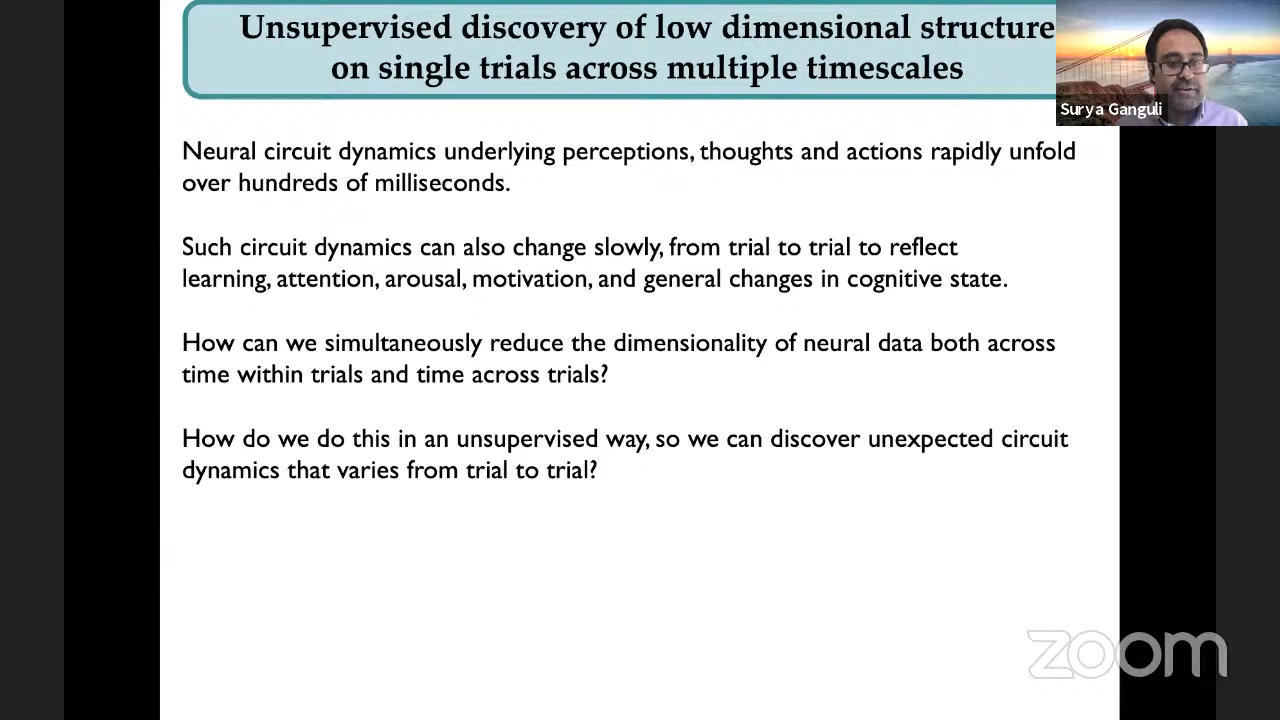 Unsupervised discovery of low dimensional structure
on single trials across multiple timescales
Surya Ganguli
Neural circuit dynamics underlying perceptions, thoughts and actions rapidly unfold
over hundreds of milliseconds.
Such circuit dynamics can also change slowly, from trial to trial to reflect
learning, attention, arousal, motivation, and general changes in cognitive state.
How can we simultaneously reduce the dimensionality of neural data both across
time within trials and time across trials?
How do we do this in an unsupervised way, so we can discover unexpected circuit
dynamics that varies from trial to trial?
zoom